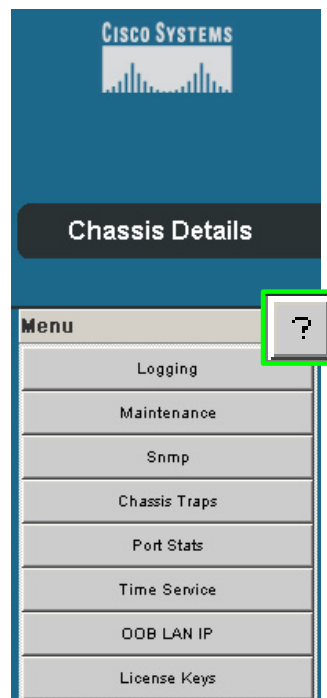 CISCO SYSTEMS
Chassis Details
Menu
?
Logging
Maintenance
Snmp
Chassis Traps
Port Stats
Time Service
OOB LAN IP
License Keys